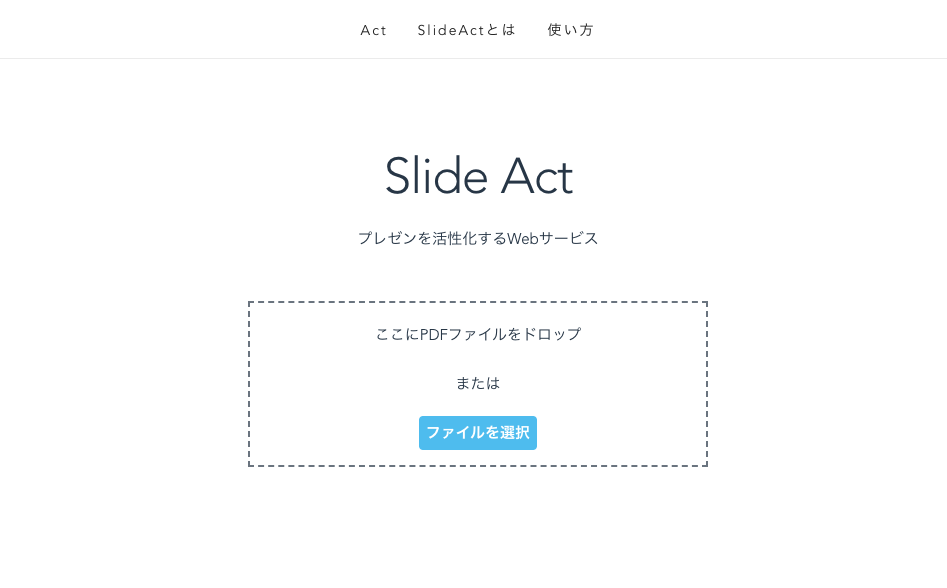 Act SlideActとは 使い方
Slide Act
プレゼンを活性化するWebサービス
ここにPDFファイルをドロップ
または
ファイルを選択